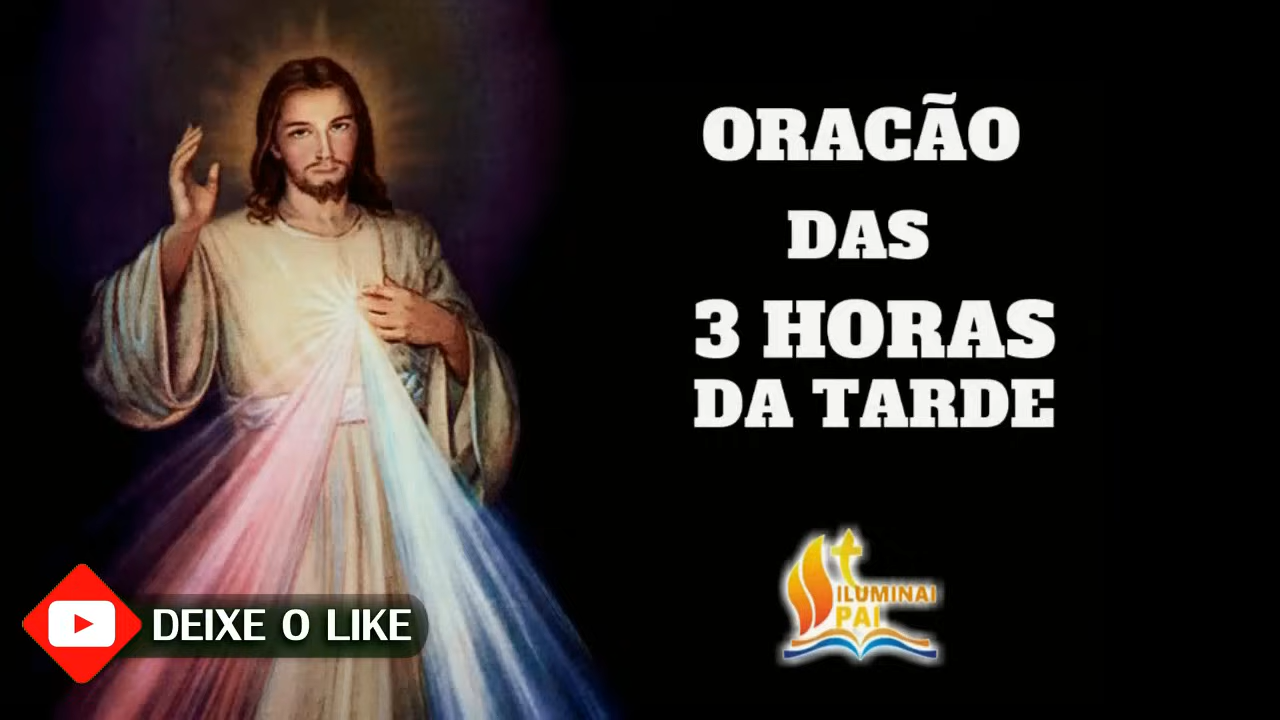 ORACÃO
DAS
3 HORAS
DA TARDE
ILUMINAI
PAI
DEIXE O LIKE